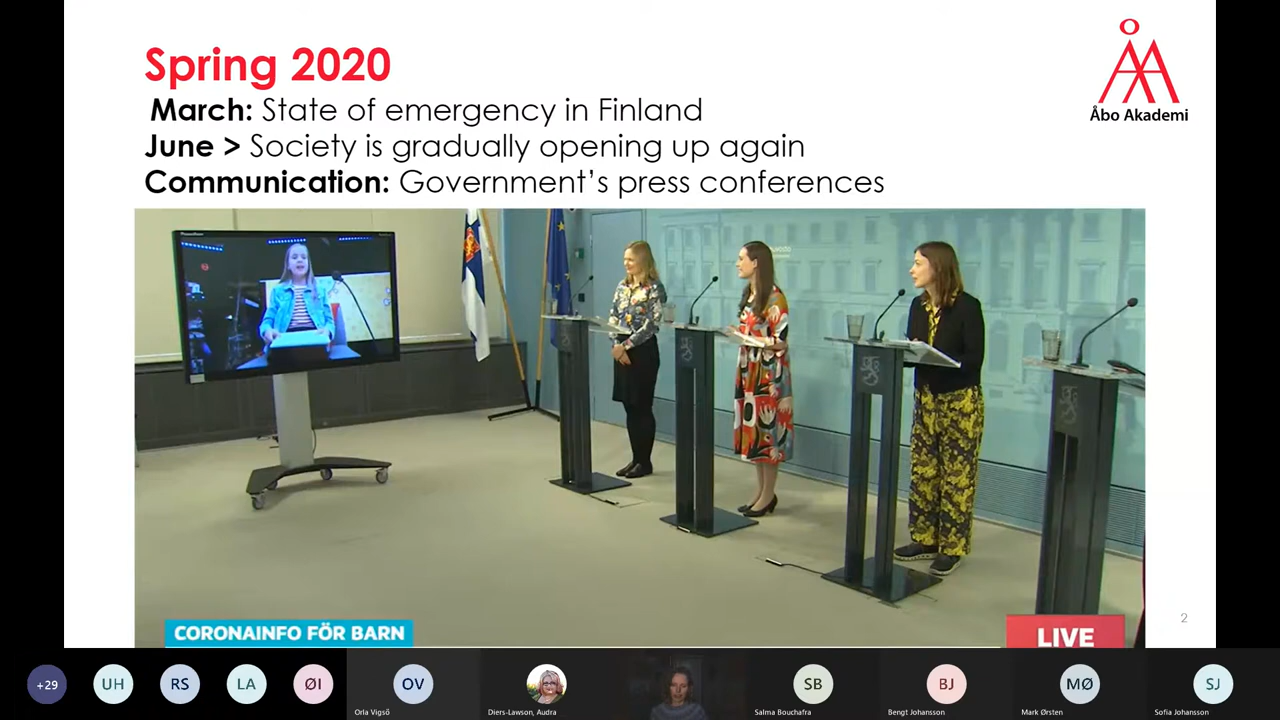 Spring 2020
March: State of emergency in Finland
June > Society is gradually opening up again
Communication: Government's press conferences
Åbo Akademi
CORONAINFO FÖR BARN
LIVE
2
+29
UH
RS
LA
ØI
OV
Orla Vigsö
Diers-Lawson, Audra
SB
Salma Bouchafra
BJ
Bengt Johansson
MØ
Mark Ørsten
SJ
Sofia Johansson